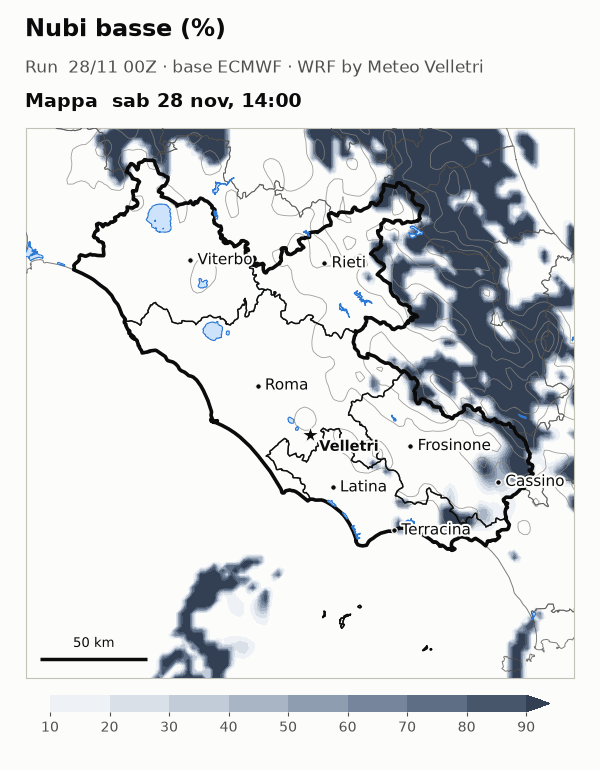 Nubi basse (%)
Run  28/11 00Z · base ECMWF · WRF by Meteo Velletri
Mappa  sab 28 nov, 14:00
Viterbo
Rieti
Roma
Velletri
Frosinone
Cassino
Latina
Terracina
50 km
10 20 30 40 50 60 70 80 90